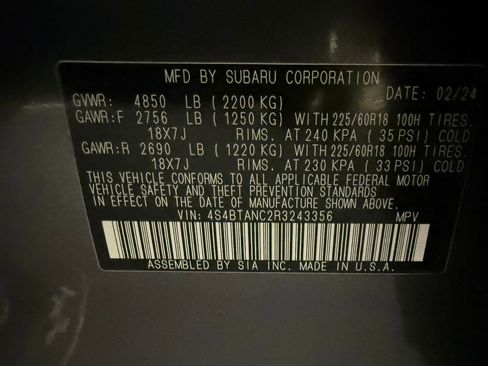 MFD BY SUBARU CORPORATION
GVWR: 4850 LB (2200 KG) DATE: 02/24
GAWR:F 2756 LB (1250 KG) WITH 225/60R18 100H TIRES,
18X7J RIMS, AT 240 KPA (35 PSI) COLD
GAWR:R 2690 LB (1220 KG) WITH 225/60R18 100H TIRES,
18X7J RIMS, AT 230 KPA (33 PSI) COLD
THIS VEHICLE CONFORMS TO ALL APPLICABLE FEDERAL MOTOR
VEHICLE SAFETY AND THEFT PREVENTION STANDARDS
IN EFFECT ON THE DATE OF MANUFACTURE SHOWN ABOVE.
VIN: 4S4BTANC2R3243356 MPV
ASSEMBLED BY SIA INC. MADE IN U.S.A.